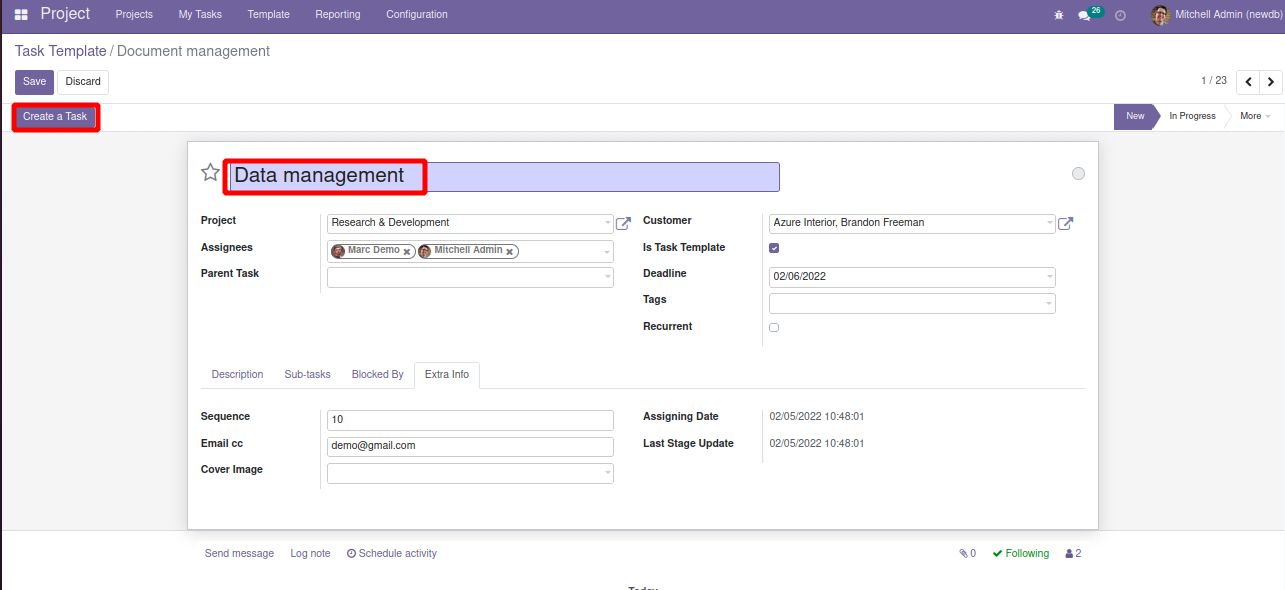 Project Projects My Tasks Template Reporting Configuration 26 Mitchell Admin (newdb)
Task Template / Document management
Save Discard 1 / 23
Create a Task New In Progress More
Data management
Project Research & Development Customer Azure Interior, Brandon Freeman
Assignees Marc Demo Mitchell Admin Is Task Template
Parent Task Deadline 02/06/2022
Tags
Recurrent
Description Sub-tasks Blocked By Extra Info
Sequence 10 Assigning Date 02/05/2022 10:48:01
Email cc demo@gmail.com Last Stage Update 02/05/2022 10:48:01
Cover Image
Send message Log note Schedule activity 0 Following 2
Today